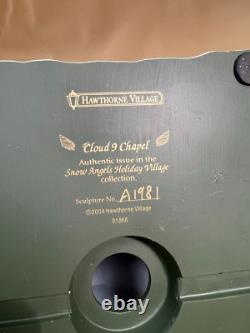 HAWTHORNE VILLAGE
Cloud 9 Chapel
Authentic issue in the
Snow Angels Holiday Village
collection.
Sculpture No. A1981
©2004 Hawthorne Village
91866